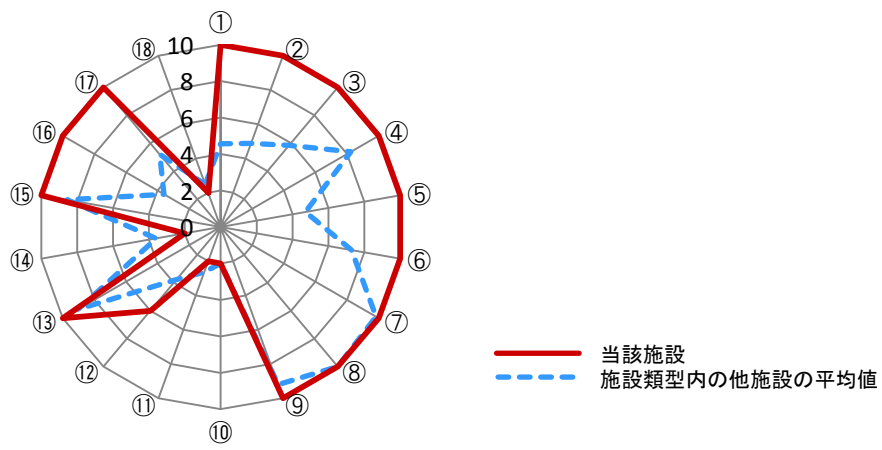 ①
⑱ 10 ②
⑰ 8 ③
⑯ 6 ④
4
⑮ 2 ⑤
0
⑭ ⑥
⑬ ⑦
⑫ ⑧
⑪ ⑨
⑩
当該施設
施設類型内の他施設の平均値